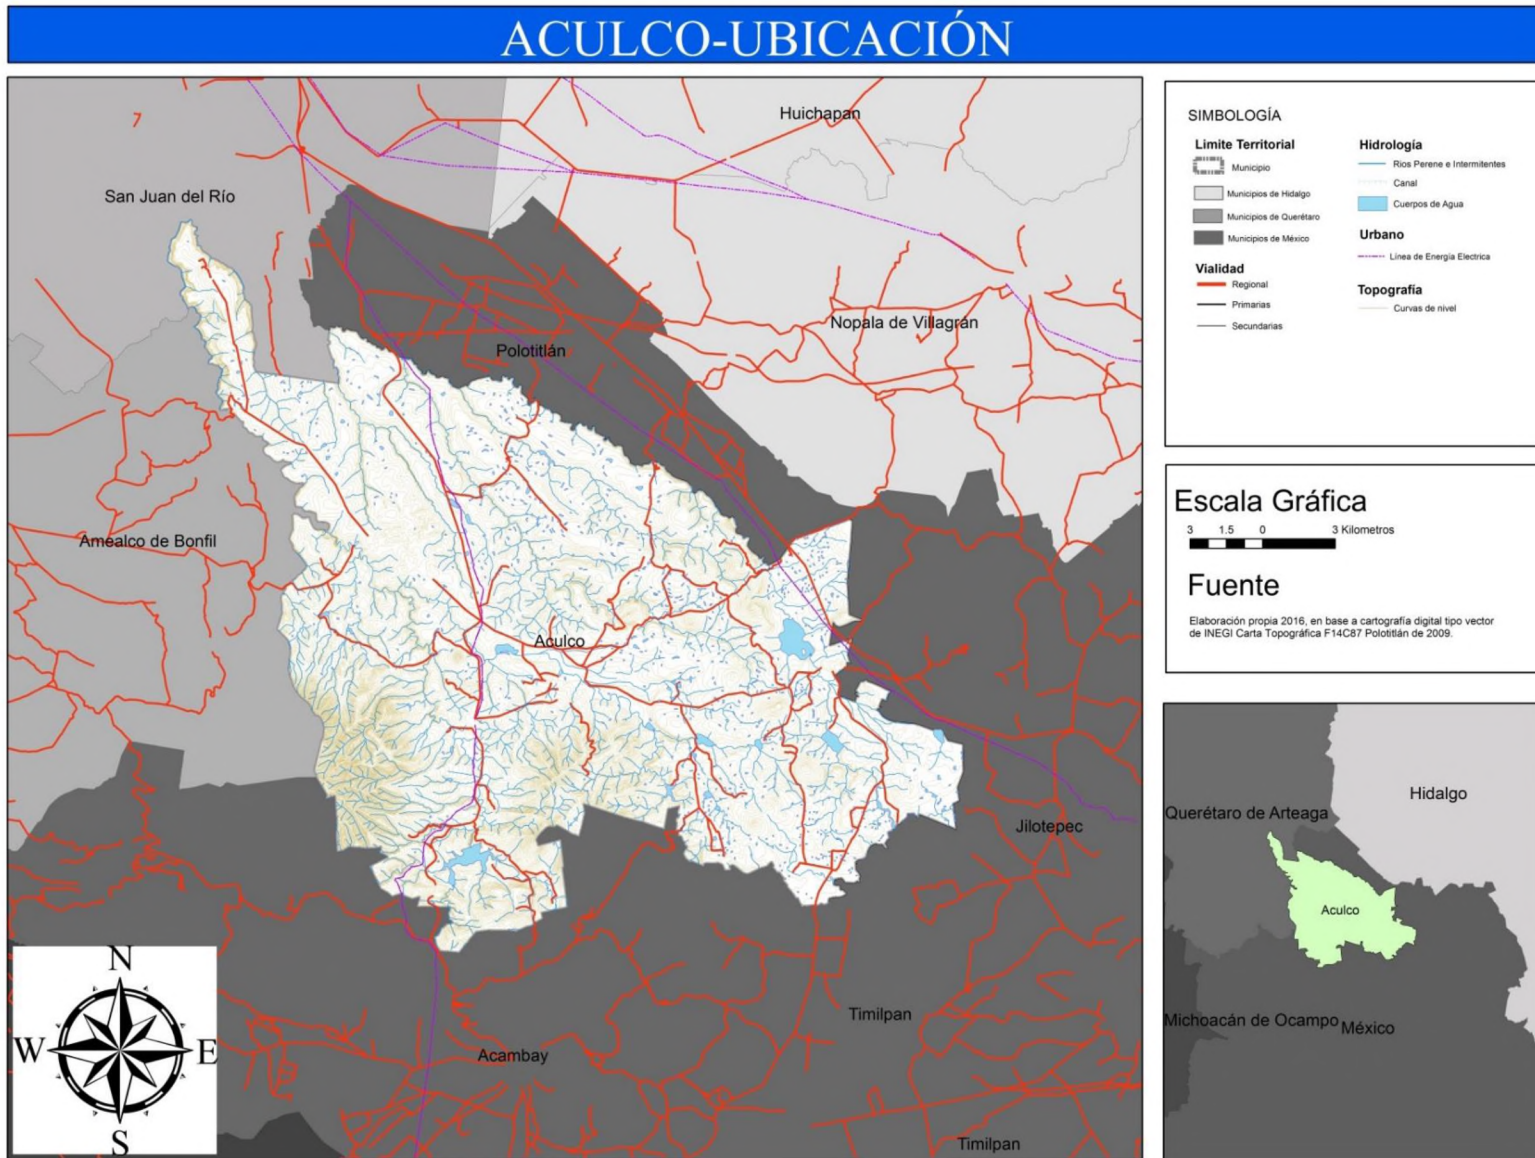 ACULCO-UBICACIÓN
Huichapan
San Juan del Río
Nopala de Villagrán
Polotitlán
Amealco de Bonfil
Aculco
Jilotepec
Timilpan
Acambay
Timilpan
N
W
E
S
SIMBOLOGÍA
Limite Territorial
Municipio
Municipios de Hidalgo
Municipios de Querétaro
Municipios de México
Vialidad
Regional
Primarias
Secundarias
Hidrología
Rios Perene e Intermitentes
Canal
Cuerpos de Agua
Urbano
Línea de Energía Electrica
Topografía
Curvas de nivel
Escala Gráfica
3 1.5 0 3 Kilometros
Fuente
Elaboración propia 2016, en base a cartografía digital tipo vector
de INEGI Carta Topográfica F14C87 Polotitlán de 2009.
Hidalgo
Querétaro de Arteaga
Aculco
Michoacán de Ocampo
México